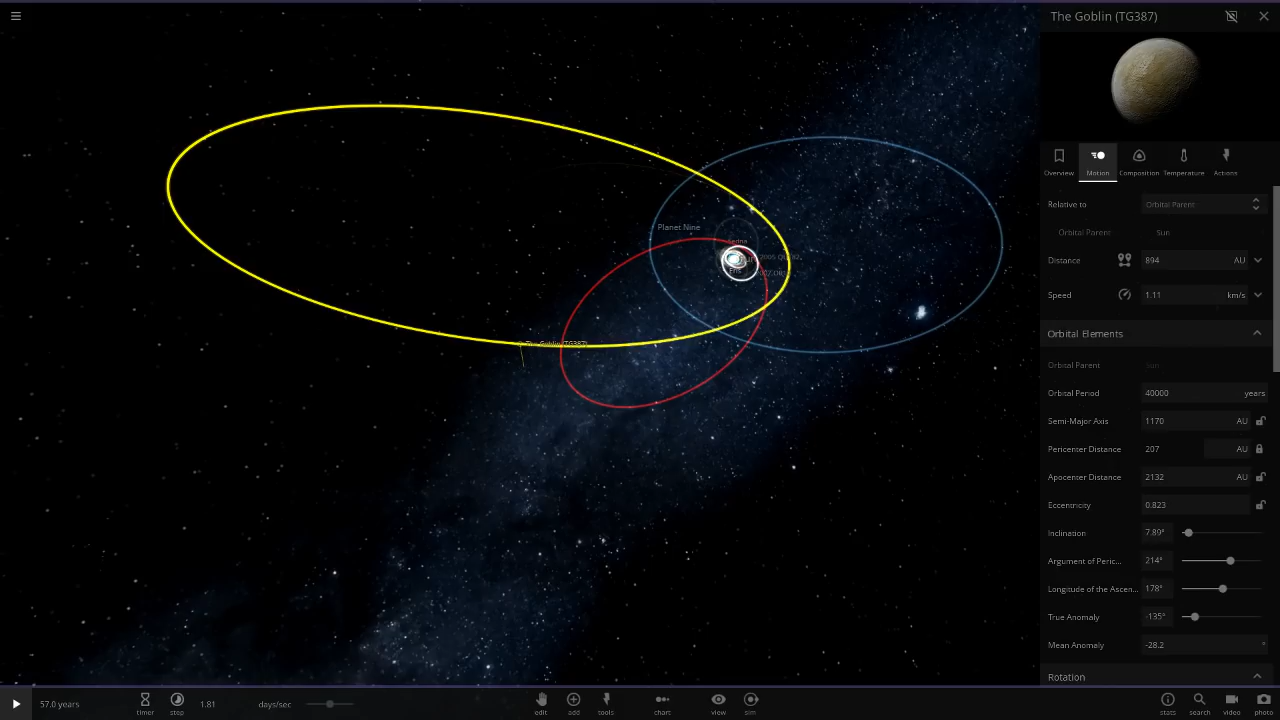 The Goblin (TG387)
Overview Motion Composition Temperature Actions
Relative to Orbital Parent
Orbital Parent Sun
Distance 894 AU
Speed 1.11 km/s
Orbital Elements
Orbital Parent Sun
Orbital Period 40000 years
Semi-Major Axis 1170 AU
Pericenter Distance 207 AU
Apocenter Distance 2132 AU
Eccentricity 0.823
Inclination 7.89°
Argument of Peric... 214°
Longitude of the Ascen... 178°
True Anomaly -135°
Mean Anomaly -28.2 °
Rotation
Planet Nine
Sedna
Eris
The Goblin (TG387)
57.0 years
timer
step
1.81 days/sec
edit
add
tools
chart
view
sim
stats
search
video
photo